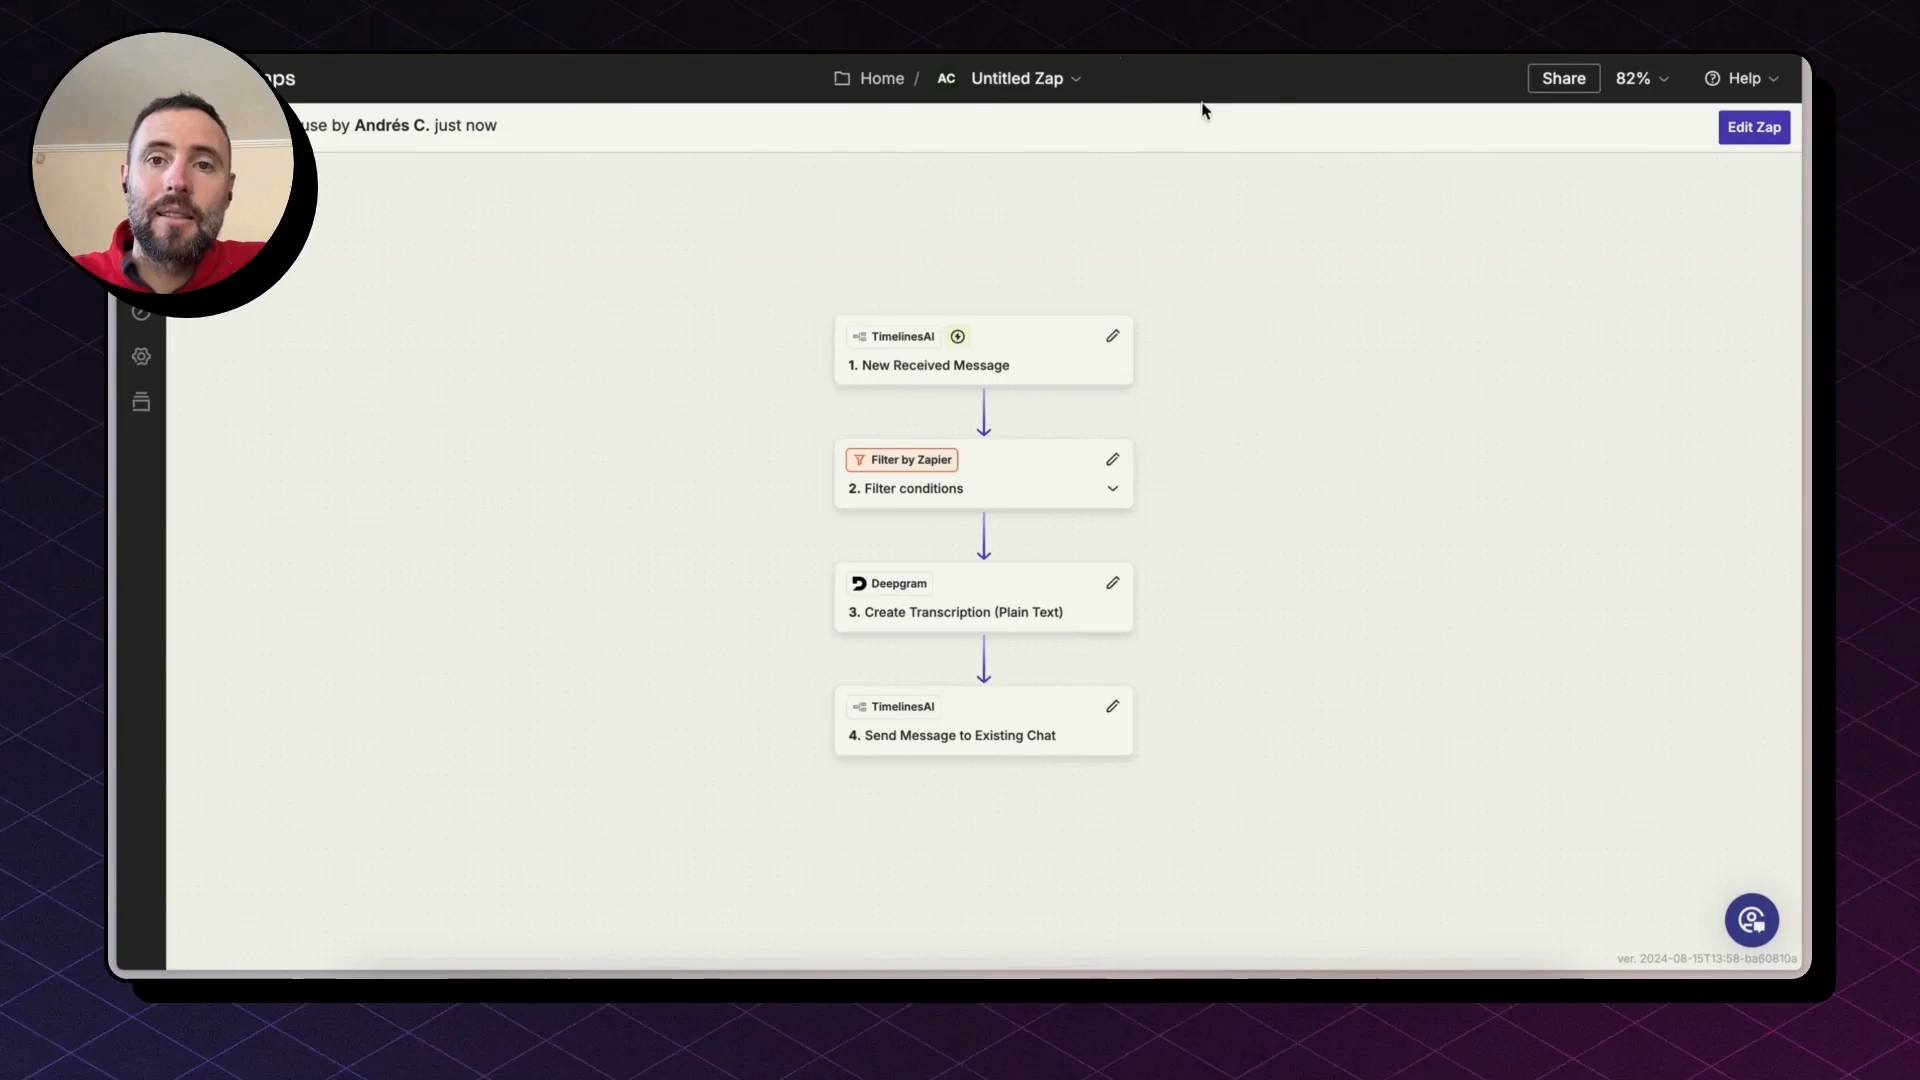 ops
Home / AC Untitled Zap
Share 82% Help
use by Andrés C. just now
Edit Zap
TimelinesAI
1. New Received Message
Filter by Zapier
2. Filter conditions
Deepgram
3. Create Transcription (Plain Text)
TimelinesAI
4. Send Message to Existing Chat
ver. 2024-08-15T13:58-ba60810a